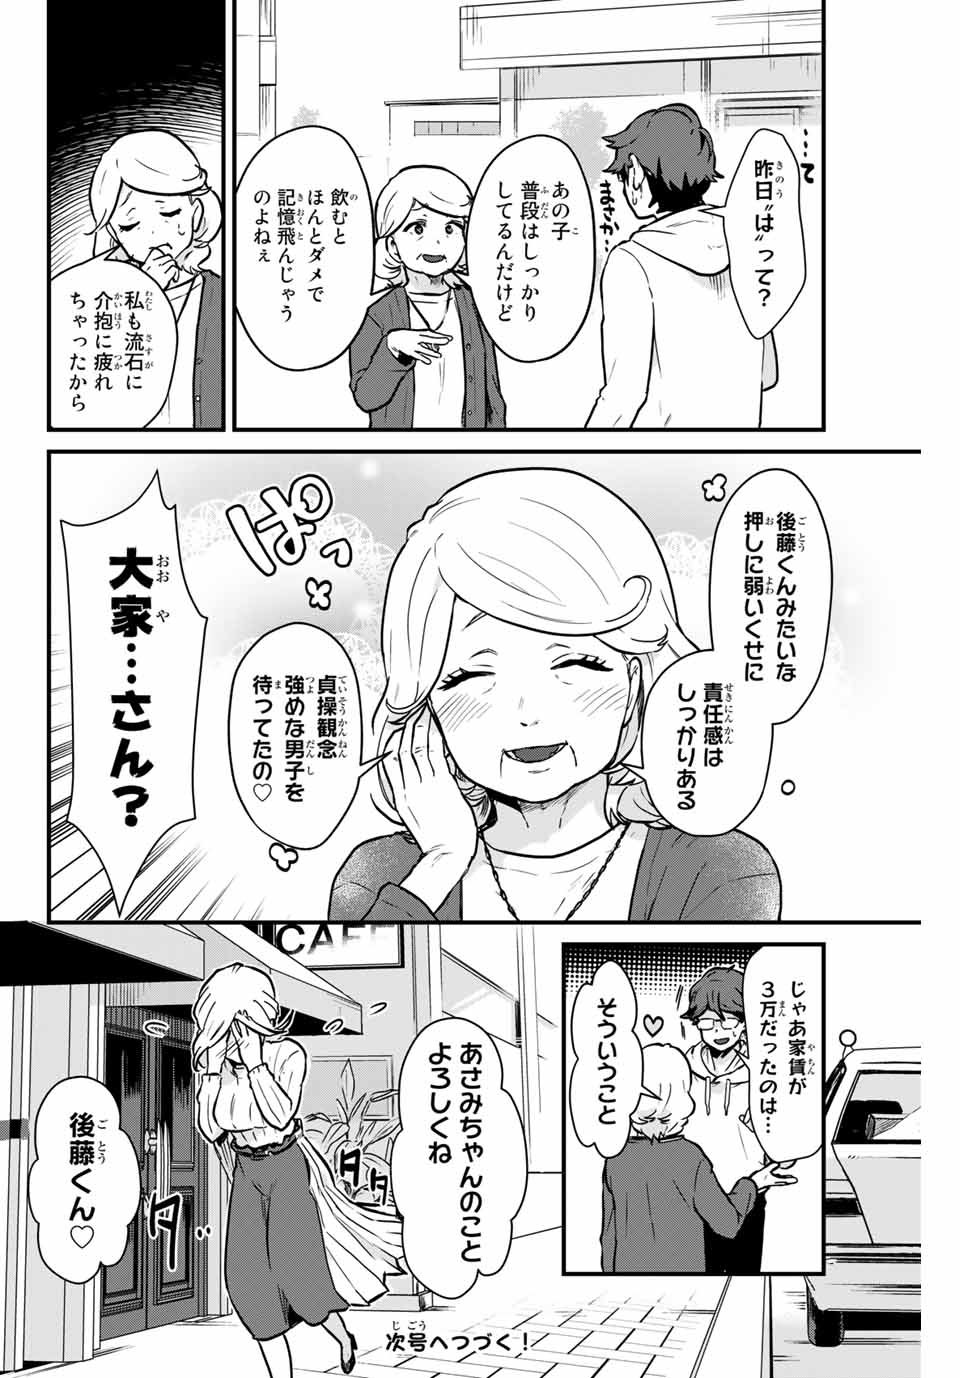 …って
昨日〝は〟って？
まさか…
あの子
普段はしっかり
してるんだけど
飲むと
ほんとダメで
記憶飛んじゃう
のよねぇ
私も流石に
介抱に疲れ
ちゃったから
後藤くんみたいな
押しに弱いくせに
責任感は
しっかりある
貞操観念
強めな男子を
待ってたの♡
ぱっ
大家…さん？
じゃあ家賃が
３万だったのは…
そういうこと
CAFE
あさみちゃんのこと
よろしくね
タタ
タタ
後藤くん♡
次号へつづく！